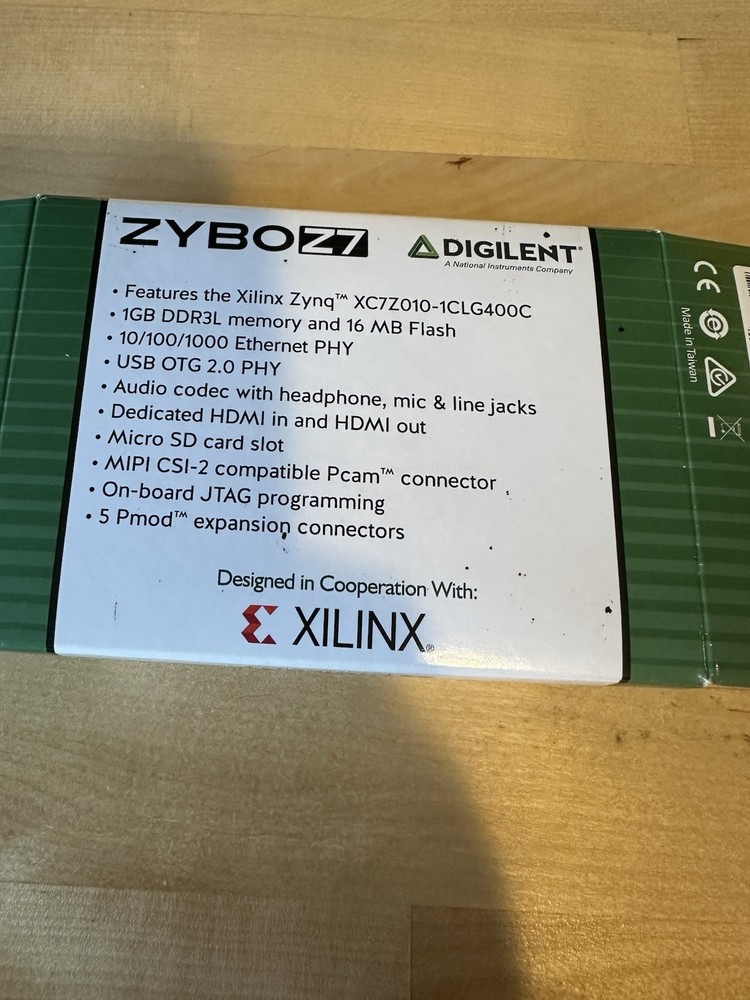 ZYBO Z7
DIGILENT®
A National Instruments Company
• Features the Xilinx Zynq™ XC7Z010-1CLG400C
• 1GB DDR3L memory and 16 MB Flash
• 10/100/1000 Ethernet PHY
• USB OTG 2.0 PHY
• Audio codec with headphone, mic & line jacks
• Dedicated HDMI in and HDMI out
• Micro SD card slot
• MIPI CSI-2 compatible Pcam™ connector
• On-board JTAG programming
• 5 Pmod™ expansion connectors
Designed in Cooperation With:
XILINX®
CE
Made in Taiwan